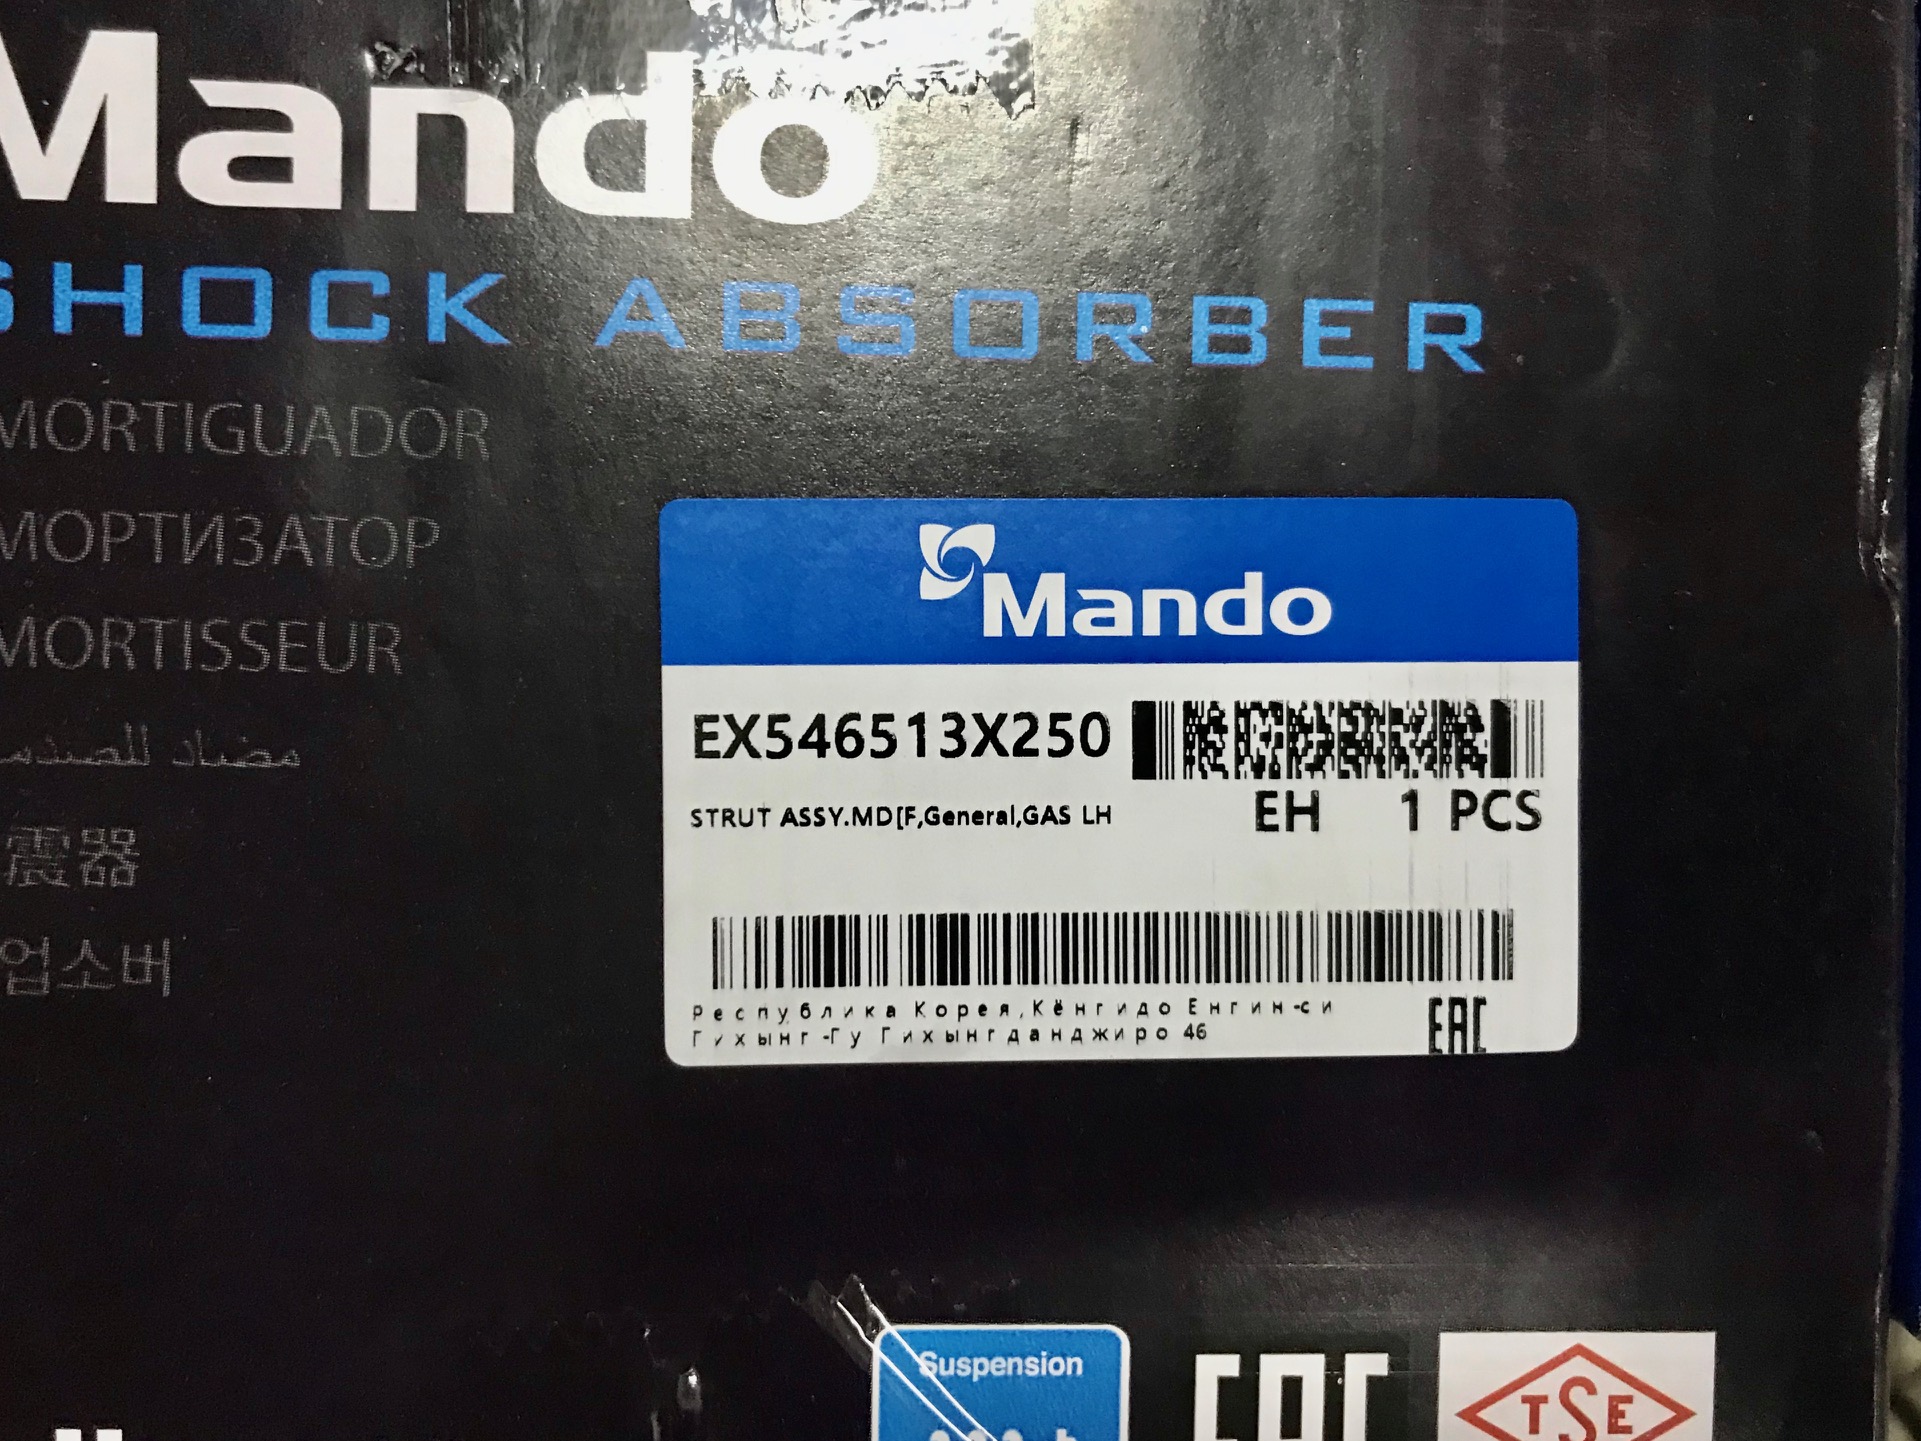 Mando
SHOCK ABSORBER
MORTIGUADOR
МОРТИЗАТОР
MORTISSEUR
مضاد للصدمـ
震器
업소버
Mando
EX546513X250
STRUT ASSY.MD[F,General,GAS LH
EH 1 PCS
Республика Корея,Кёнгидо Енгин-си
Гихынг-Гу Гихынгданджиро 46
EAC
Suspension
EAC
TSE